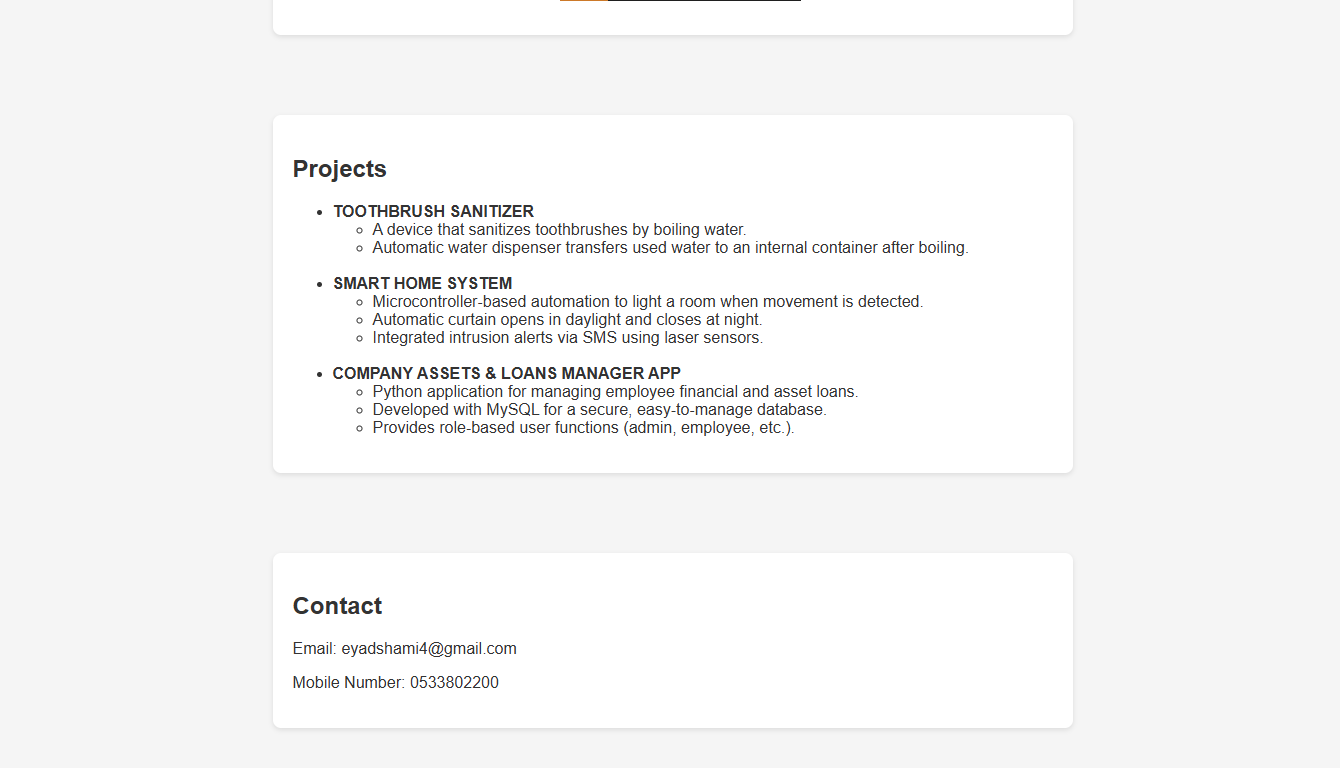 Projects
TOOTHBRUSH SANITIZER
A device that sanitizes toothbrushes by boiling water.
Automatic water dispenser transfers used water to an internal container after boiling.
SMART HOME SYSTEM
Microcontroller-based automation to light a room when movement is detected.
Automatic curtain opens in daylight and closes at night.
Integrated intrusion alerts via SMS using laser sensors.
COMPANY ASSETS & LOANS MANAGER APP
Python application for managing employee financial and asset loans.
Developed with MySQL for a secure, easy-to-manage database.
Provides role-based user functions (admin, employee, etc.).
Contact
Email: eyadshami4@gmail.com
Mobile Number: 0533802200